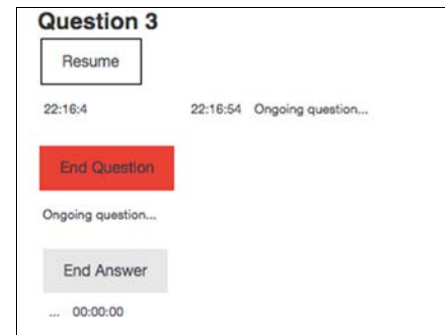 Question 3
Resume
22:16:4 22:16:54 Ongoing question...
End Question
Ongoing question...
End Answer
... 00:00:00